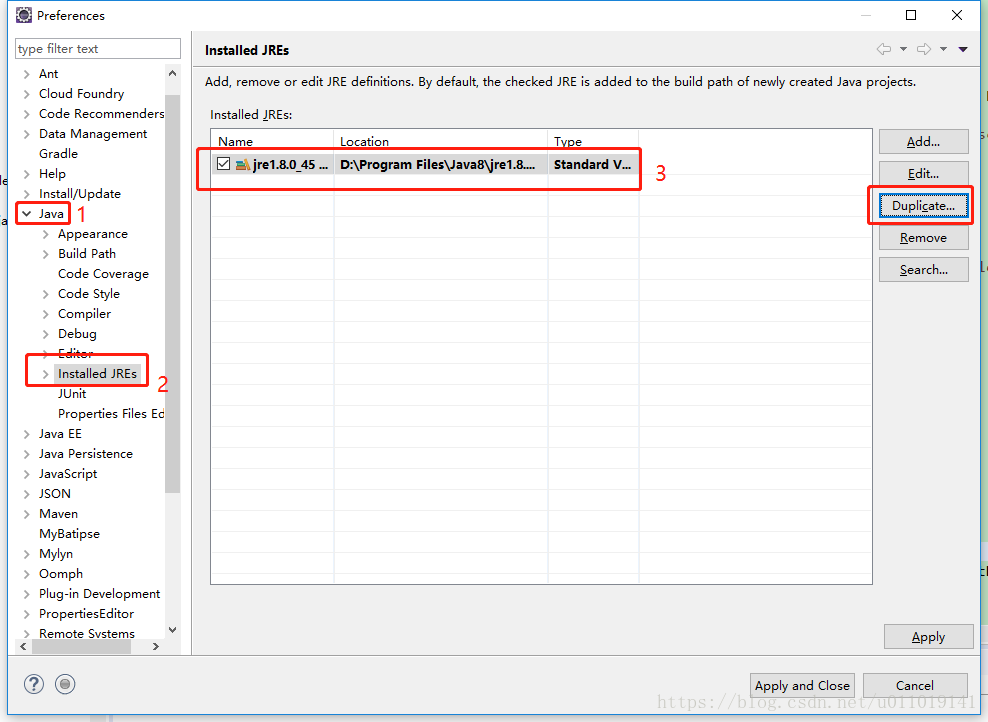 Preferences
type filter text
Installed JREs
Ant
Cloud Foundry
Code Recommenders
Data Management
Gradle
Help
Install/Update
Java 1
Appearance
Build Path
Code Coverage
Code Style
Compiler
Debug
Editor
Installed JREs
2
JUnit
Properties Files Ed
Java EE
Java Persistence
JavaScript
JSON
Maven
MyBatipse
Mylyn
Oomph
Plug-in Development
PropertiesEditor
Remote Systems
Add, remove or edit JRE definitions. By default, the checked JRE is added to the build path of newly created Java projects.
Installed JREs:
Name Location Type
jre1.8.0_45 ... D:\Program Files\Java8\jre1.8.... Standard V...
3
Add...
Edit...
Duplicate...
Remove
Search...
Apply
Apply and Close Cancel
https://blog.csdn.net/u011019141